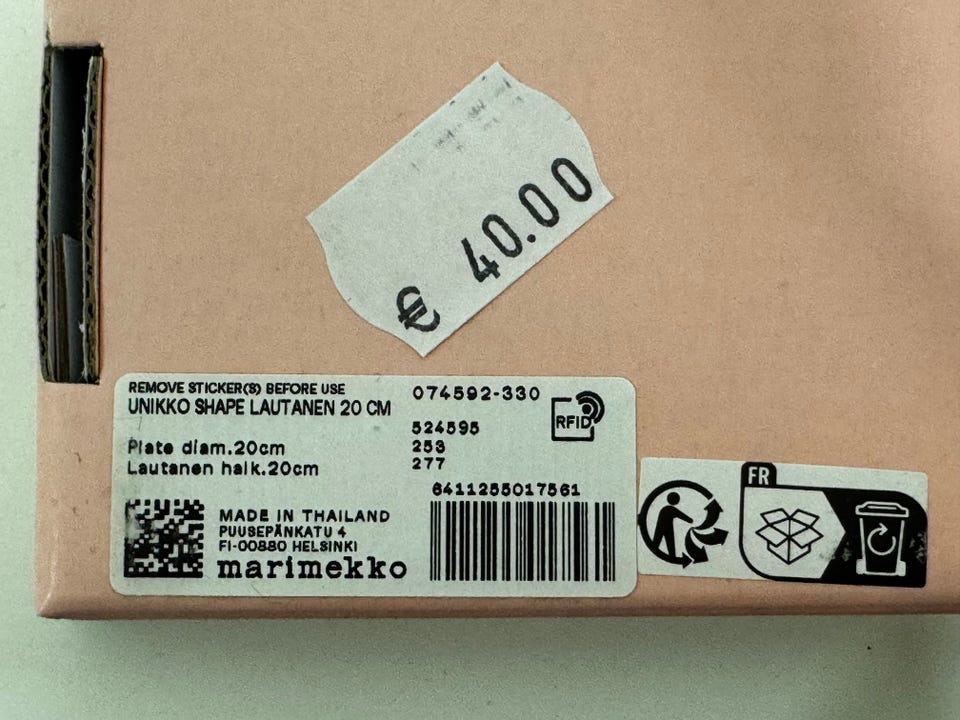 € 40.00
REMOVE STICKER(S) BEFORE USE
UNIKKO SHAPE LAUTANEN 20 CM
074592-330
RFID
524595
Plate diam.20cm
253
Lautanen halk.20cm
277
6411255017561
MADE IN THAILAND
PUUSEPÄNKATU 4
FI-00880 HELSINKI
marimekko
FR